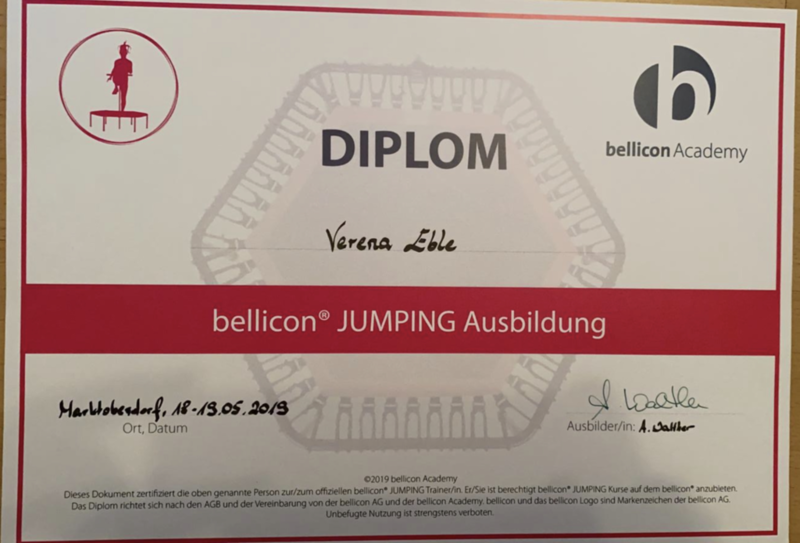 bellicon Academy
DIPLOM
Verena Eble
bellicon® JUMPING Ausbildung
Marktoberdorf, 18-19.05.2019
Ort, Datum
A. Walther
Ausbilder/in: A. Walther
©2019 bellicon Academy
Dieses Dokument zertifiziert die oben genannte Person zur/zum offiziellen bellicon® JUMPING Trainer/in. Er/Sie ist berechtigt bellicon® JUMPING Kurse auf dem bellicon® anzubieten.
Das Diplom richtet sich nach den AGB und der Vereinbarung von der bellicon AG und der bellicon Academy. bellicon und das bellicon Logo sind Markenzeichen der bellicon AG.
Unbefugte Nutzung ist strengstens verboten.